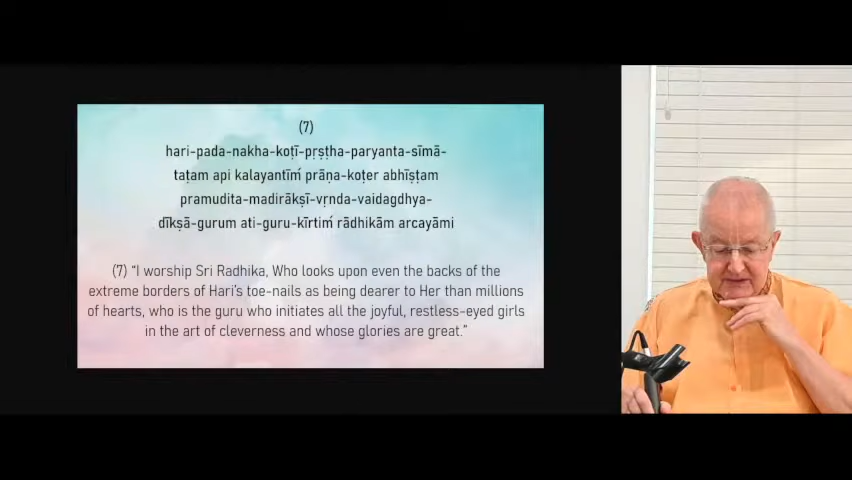 (7)
hari-pada-nakha-koṭī-pṛṣṭha-paryanta-sīmā-
taṭam api kalayantīḿ prāṇa-koṭer abhīṣṭam
pramudita-madirākṣī-vṛnda-vaidagdhya-
dīkṣā-gurum ati-guru-kīrtiḿ rādhikām arcayāmi
(7) “I worship Sri Radhika, Who looks upon even the backs of the
extreme borders of Hari’s toe-nails as being dearer to Her than millions
of hearts, who is the guru who initiates all the joyful, restless-eyed girls
in the art of cleverness and whose glories are great.”